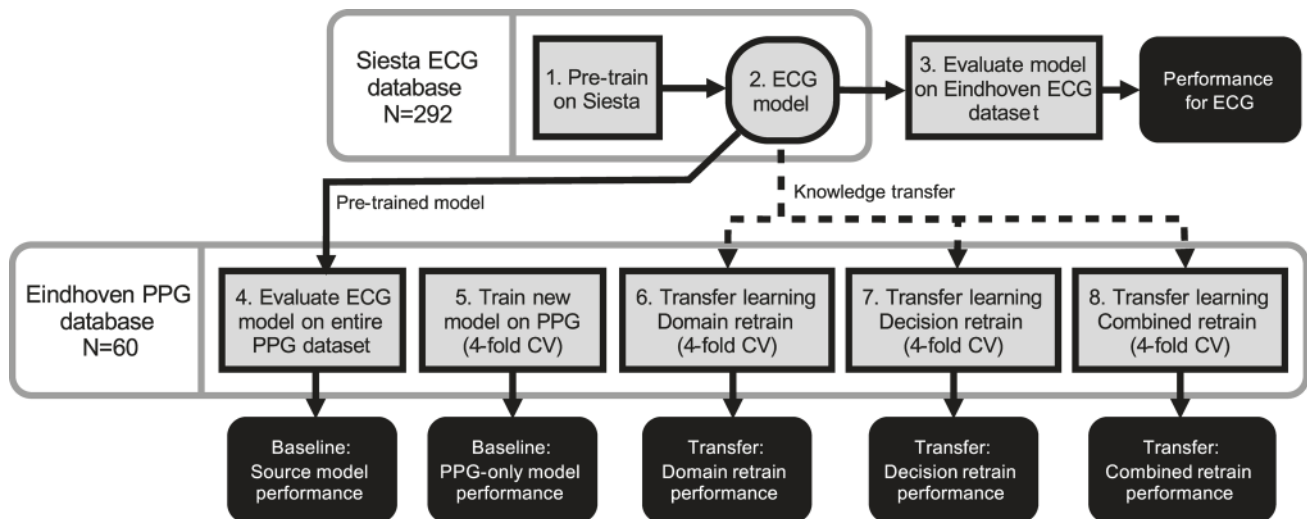 Siesta ECG
database
N=292
1. Pre-train
on Siesta
2. ECG
model
3. Evaluate model
on Eindhoven ECG
dataset
Performance
for ECG
Pre-trained model
Knowledge transfer
Eindhoven PPG
database
N=60
4. Evaluate ECG
model on entire
PPG dataset
5. Train new
model on PPG
(4-fold CV)
6. Transfer learning
Domain retrain
(4-fold CV)
7. Transfer learning
Decision retrain
(4-fold CV)
8. Transfer learning
Combined retrain
(4-fold CV)
Baseline:
Source model
performance
Baseline:
PPG-only model
performance
Transfer:
Domain retrain
performance
Transfer:
Decision retrain
performance
Transfer:
Combined retrain
performance